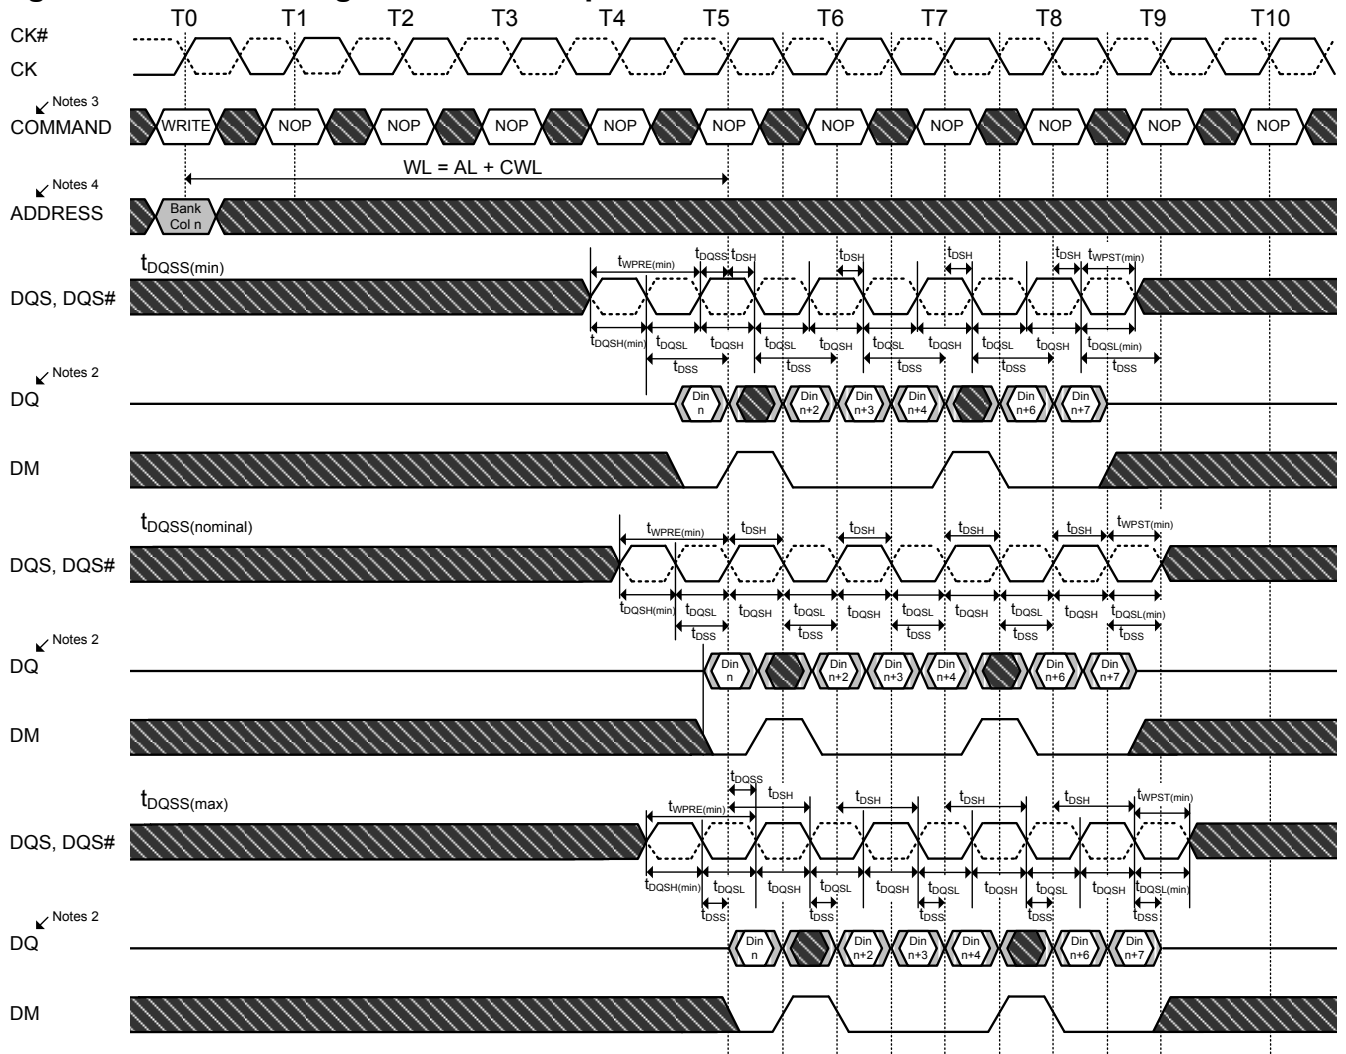 T0 T1 T2 T3 T4 T5 T6 T7 T8 T9 T10
CK#
CK
Notes 3
COMMAND WRITE NOP NOP NOP NOP NOP NOP NOP NOP NOP NOP
WL = AL + CWL
Notes 4
ADDRESS
Bank
Col n
tDQSS(min)
tWPRE(min) tDQSS tDSH tDSH tDSH tDSH tWPST(min)
DQS, DQS#
tDQSH(min) tDQSL tDQSH tDQSL tDQSH tDQSL tDQSH tDQSL tDQSH tDQSL(min)
tDSS tDSS tDSS tDSS tDSS
Notes 2
DQ
Din n
Din n+2
Din n+3
Din n+4
Din n+6
Din n+7
DM
tDQSS(nominal)
tWPRE(min) tDSH tDSH tDSH tDSH tWPST(min)
DQS, DQS#
tDQSH(min) tDQSL tDQSH tDQSL tDQSH tDQSL tDQSH tDQSL tDQSH tDQSL(min)
tDSS tDSS tDSS tDSS tDSS
Notes 2
DQ
Din n
Din n+2
Din n+3
Din n+4
Din n+6
Din n+7
DM
tDQSS
tDQSS(max)
tWPRE(min) tDSH tDSH tDSH tDSH tWPST(min)
DQS, DQS#
tDQSH(min) tDQSL tDQSH tDQSL tDQSH tDQSL tDQSH tDQSL tDQSH tDQSL(min)
tDSS tDSS tDSS tDSS tDSS
Notes 2
DQ
Din n
Din n+2
Din n+3
Din n+4
Din n+6
Din n+7
DM